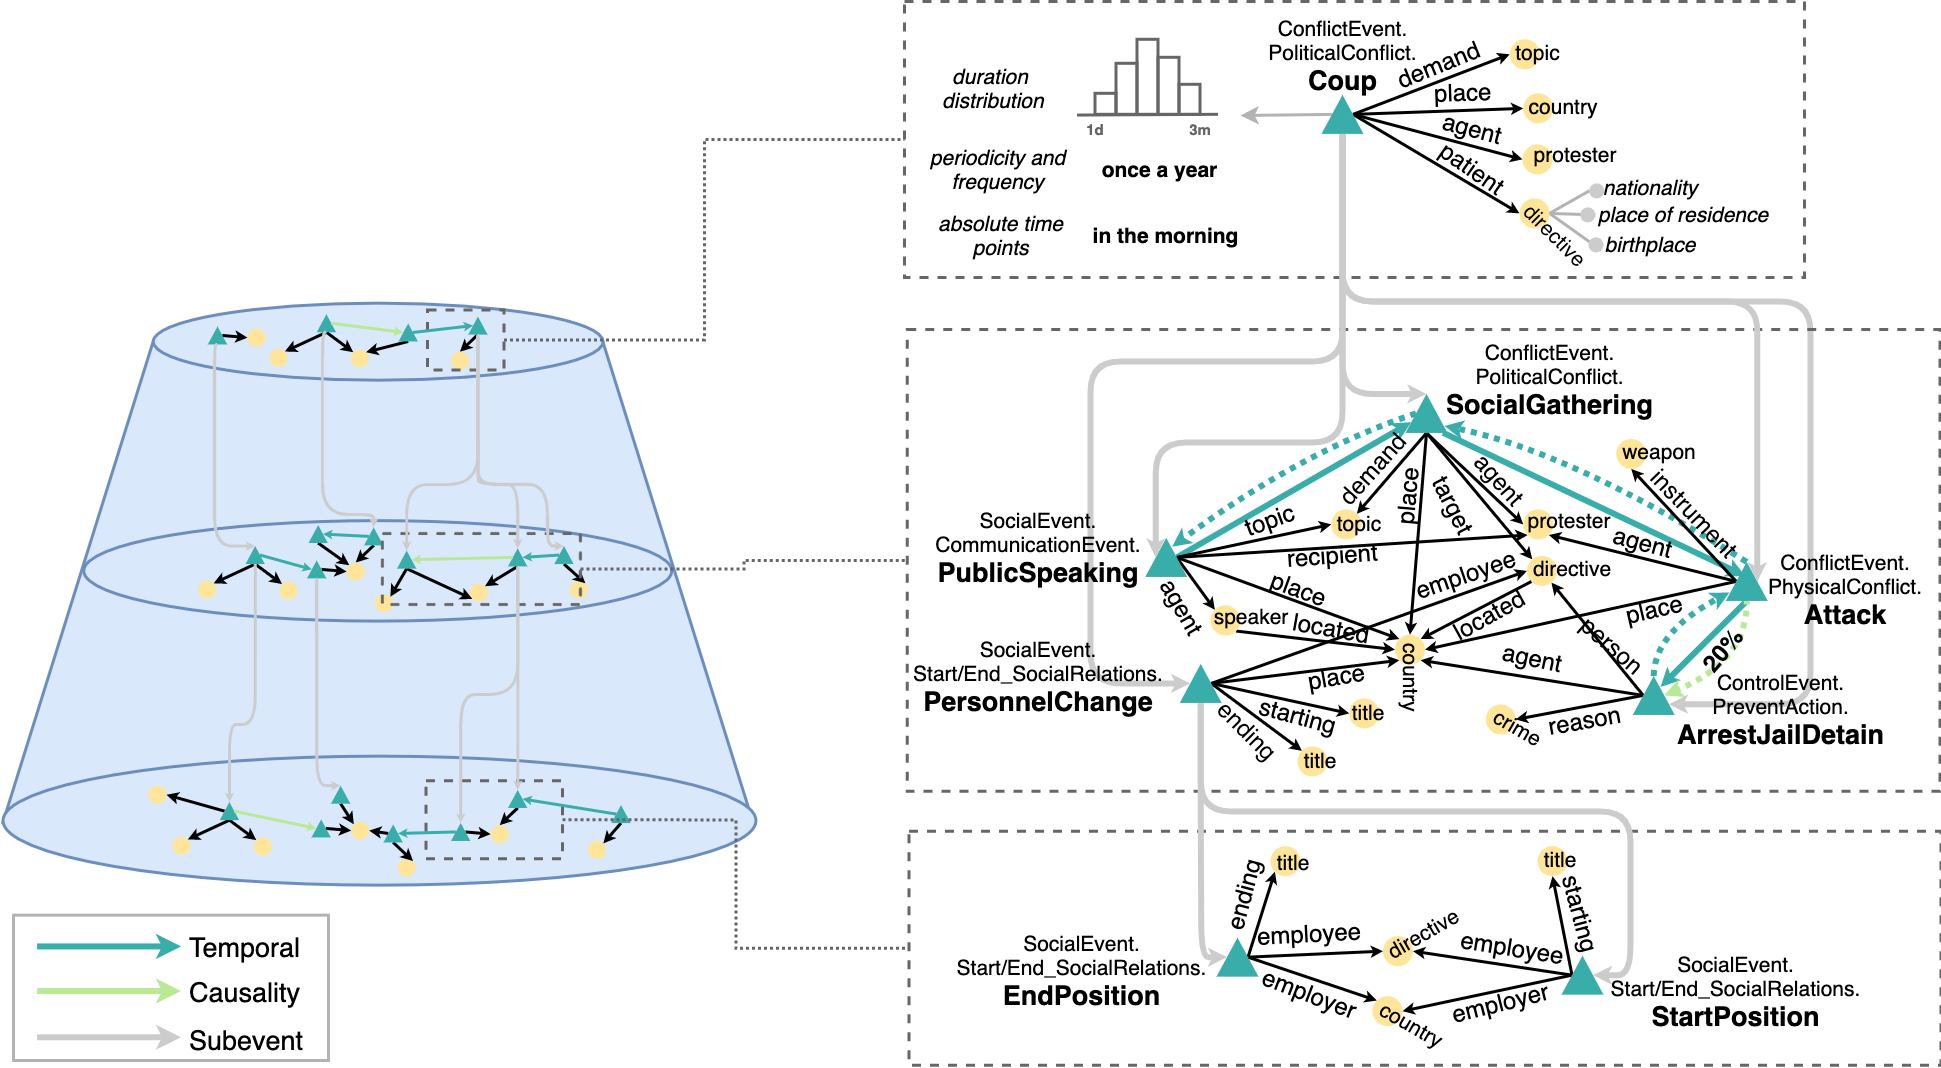 duration
distribution
1d
3m
periodicity and
frequency
once a year
absolute time
points
in the morning
ConflictEvent.
PoliticalConflict.
Coup
demand
topic
place
country
agent
protester
patient
directive
nationality
place of residence
birthplace
ConflictEvent.
PoliticalConflict.
SocialGathering
demand
place
target
agent
weapon
instrument
SocialEvent.
CommunicationEvent.
PublicSpeaking
topic
topic
protester
recipient
agent
employee
directive
place
agent
speaker
located
located
place
person
country
ConflictEvent.
PhysicalConflict.
Attack
20%
SocialEvent.
Start/End_SocialRelations.
PersonnelChange
place
starting
title
ending
title
agent
crime
reason
ControlEvent.
PreventAction.
ArrestJailDetain
ending
title
title
starting
employee
directive
employee
employer
country
employer
SocialEvent.
Start/End_SocialRelations.
EndPosition
SocialEvent.
Start/End_SocialRelations.
StartPosition
Temporal
Causality
Subevent